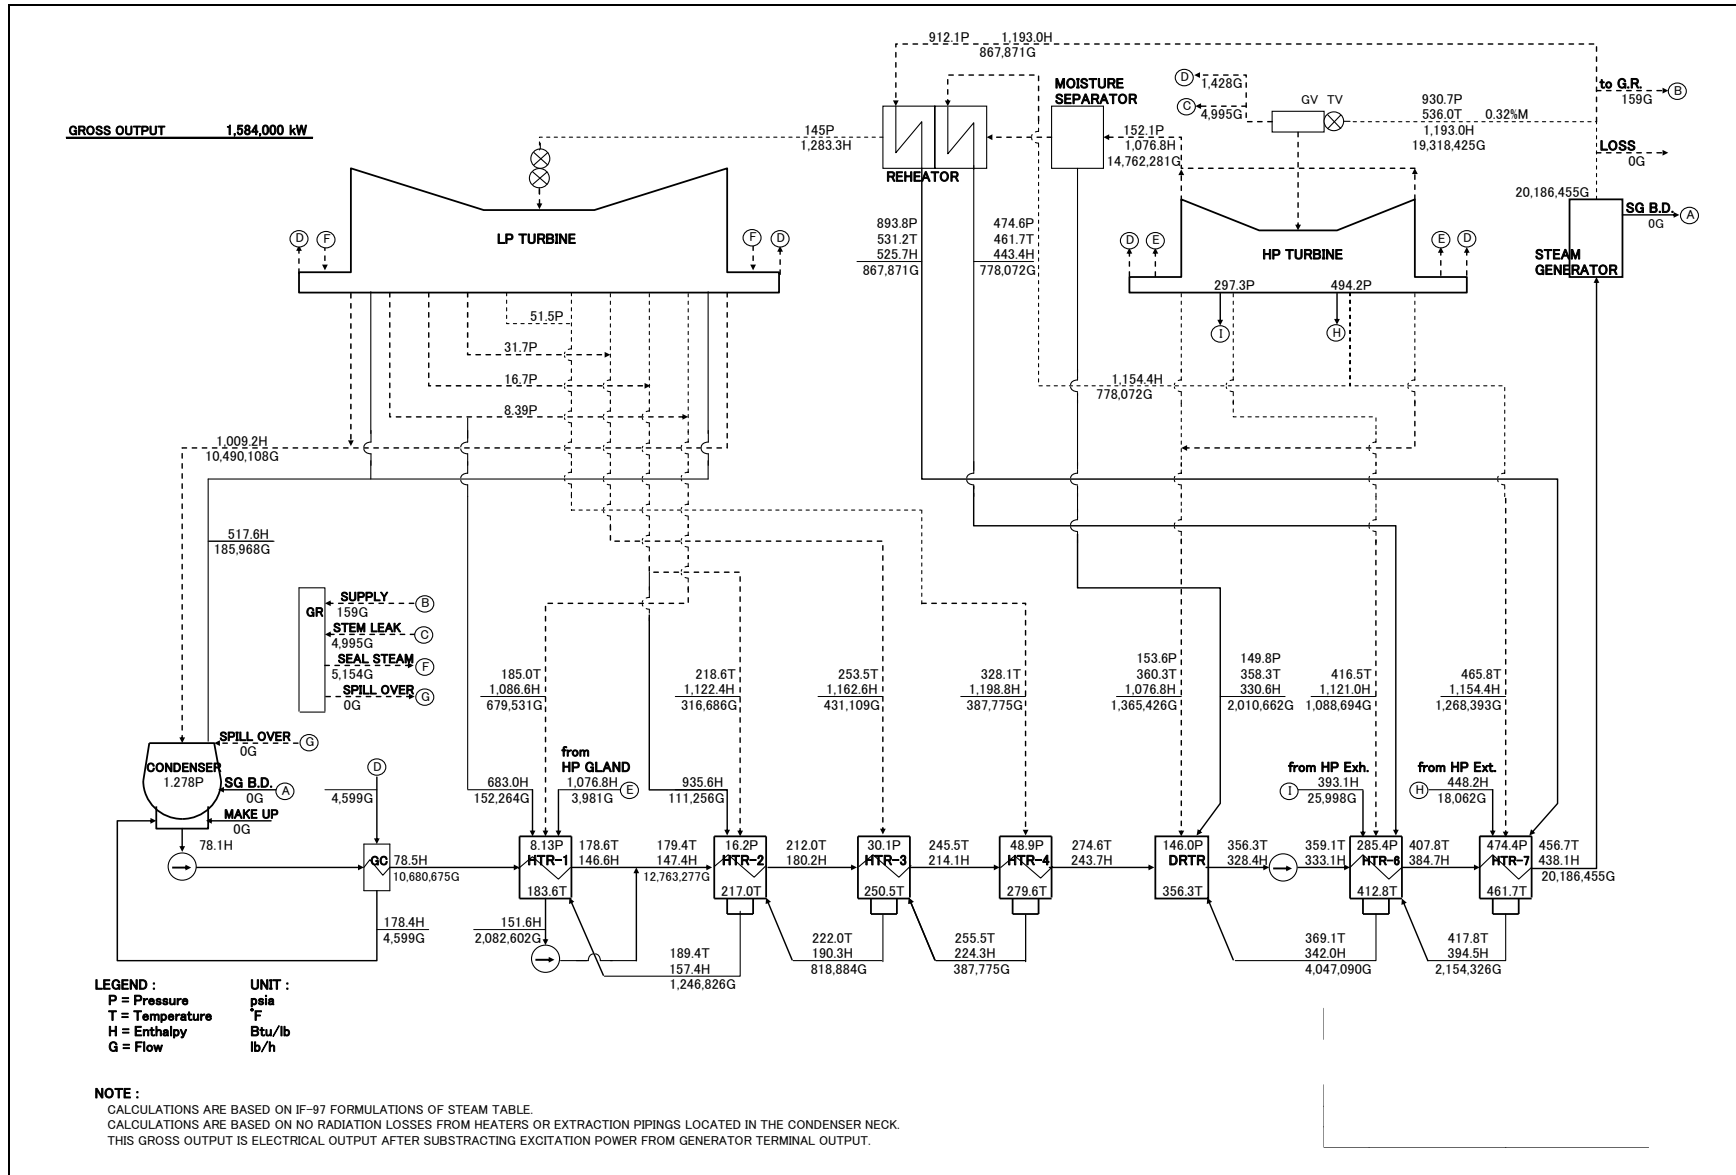 912.1P 1,193.0H
867,871G
D
1,428G
C
4,995G
MOISTURE
SEPARATOR
GV TV
930.7P
536.0T 0.32%M
1,193.0H
19,318,425G
to G.R.
159G
B
LOSS
0G
GROSS OUTPUT 1,584,000 kW
145P
1,283.3H
REHEATOR
152.1P
1,076.8H
14,762,281G
20,186,455G
SG B.D.
0G
A
STEAM
GENERATOR
D
F
LP TURBINE
F
D
893.8P
531.2T
525.7H
867,871G
474.6P
461.7T
443.4H
778,072G
D
E
HP TURBINE
E
D
297.3P
494.2P
I
H
51.5P
31.7P
16.7P
8.39P
1,154.4H
778,072G
1,009.2H
10,490,108G
517.6H
185,968G
GR
SUPPLY
159G
B
STEM LEAK
4,995G
C
SEAL STEAM
5,154G
F
SPILL OVER
0G
G
185.0T
1,086.6H
679,531G
218.6T
1,122.4H
316,686G
253.5T
1,162.6H
431,109G
328.1T
1,198.8H
387,775G
153.6P
360.3T
1,076.8H
1,365,426G
149.8P
358.3T
330.6H
2,010,662G
416.5T
1,121.0H
1,088,694G
465.8T
1,154.4H
1,268,393G
SPILL OVER
0G
G
CONDENSER
1.278P
SG B.D.
0G
A
MAKE UP
0G
78.1H
D
4,599G
683.0H
152,264G
from
HP GLAND
1,076.8H
3,981G
E
935.6H
111,256G
from HP Exh.
393.1H
25,998G
I
from HP Ext.
448.2H
18,062G
H
GC
78.5H
10,680,675G
8.13P
HTR-1
183.6T
178.6T
146.6H
179.4T
147.4H
12,763,277G
16.2P
HTR-2
217.0T
212.0T
180.2H
30.1P
HTR-3
250.5T
245.5T
214.1H
48.9P
HTR-4
279.6T
274.6T
243.7H
146.0P
DRTR
356.3T
356.3T
328.4H
359.1T
333.1H
285.4P
HTR-6
412.8T
407.8T
384.7H
474.4P
HTR-7
461.7T
456.7T
438.1H
20,186,455G
178.4H
4,599G
151.6H
2,082,602G
189.4T
157.4H
1,246,826G
222.0T
190.3H
818,884G
255.5T
224.3H
387,775G
369.1T
342.0H
4,047,090G
417.8T
394.5H
2,154,326G
LEGEND : UNIT :
P = Pressure psia
T = Temperature °F
H = Enthalpy Btu/lb
G = Flow lb/h
NOTE :
CALCULATIONS ARE BASED ON IF-97 FORMULATIONS OF STEAM TABLE.
CALCULATIONS ARE BASED ON NO RADIATION LOSSES FROM HEATERS OR EXTRACTION PIPINGS LOCATED IN THE CONDENSER NECK.
THIS GROSS OUTPUT IS ELECTRICAL OUTPUT AFTER SUBSTRACTING EXCITATION POWER FROM GENERATOR TERMINAL OUTPUT.